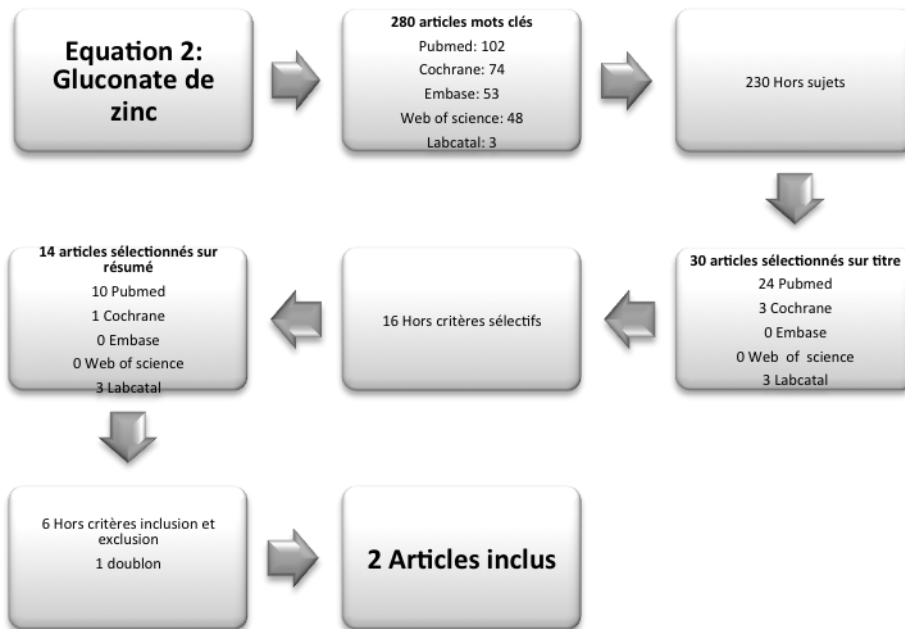 Equation 2:
Gluconate de
zinc
280 articles mots clés
Pubmed: 102
Cochrane: 74
Embase: 53
Web of science: 48
Labcatal: 3
230 Hors sujets
30 articles sélectionnés sur titre
24 Pubmed
3 Cochrane
0 Embase
0 Web of science
3 Labcatal
16 Hors critères sélectifs
14 articles sélectionnés sur
résumé
10 Pubmed
1 Cochrane
0 Embase
0 Web of science
3 Labcatal
6 Hors critères inclusion et
exclusion
1 doublon
2 Articles inclus